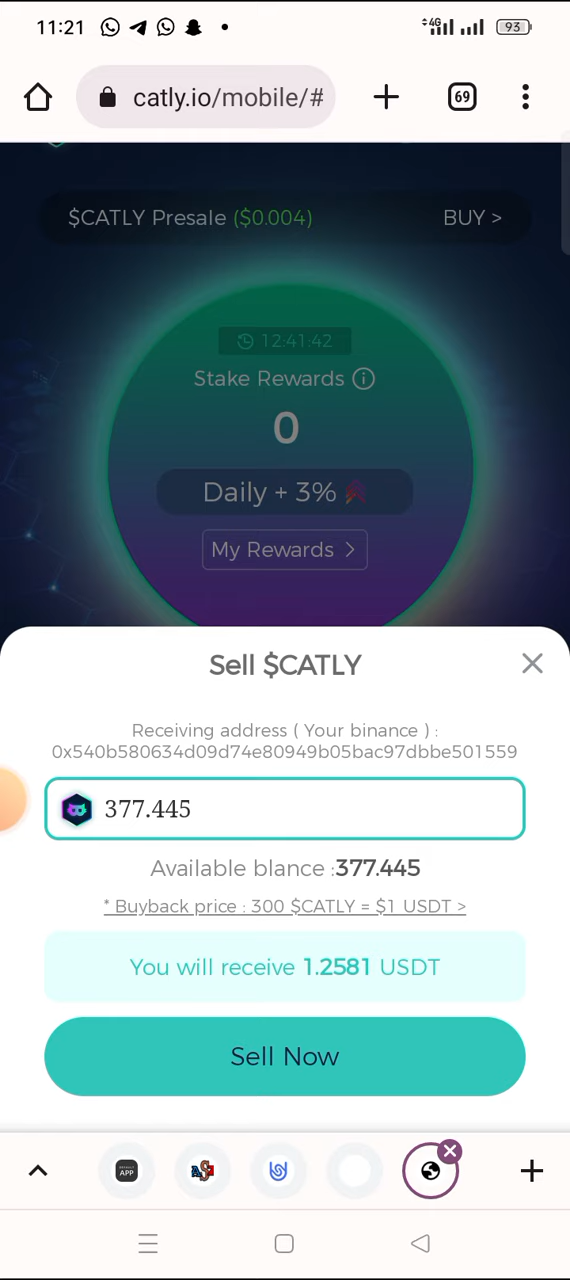 11:21
4G
93
catly.io/mobile/#
69
$CATLY Presale ($0.004)
BUY >
12:41:42
Stake Rewards
0
Daily + 3%
My Rewards >
Sell $CATLY
Receiving address ( Your binance ) :
0x540b580634d09d74e80949b05bac97dbbe501559
377.445
Available blance :377.445
* Buyback price : 300 $CATLY = $1 USDT >
You will receive 1.2581 USDT
Sell Now
APP